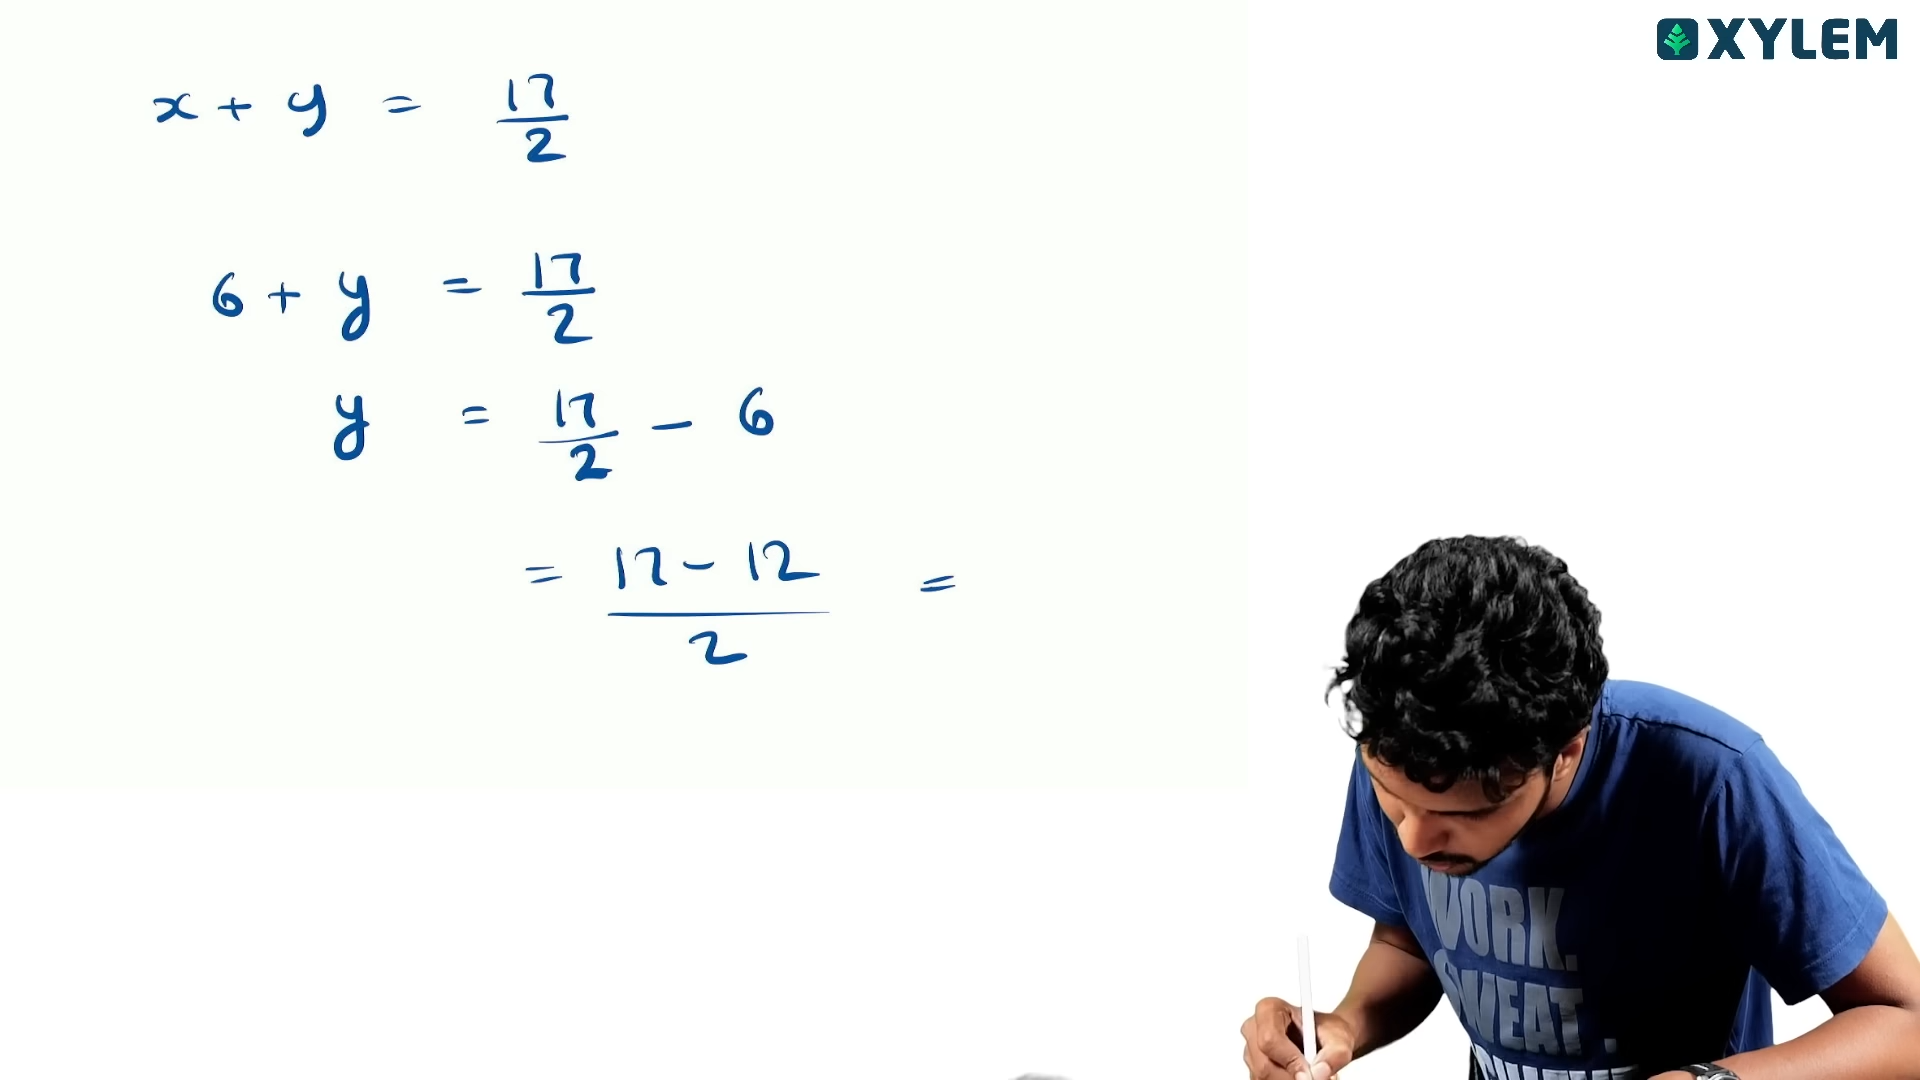 XYLEM
x + y = 17/2
6 + y = 17/2
y = 17/2 - 6
= 17 - 12 / 2 =
WORK.
SWEAT.